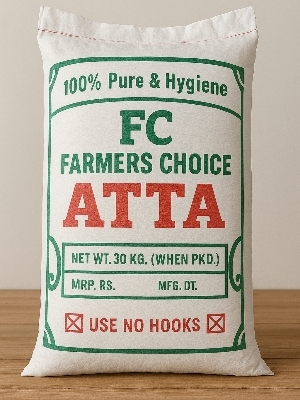 100% Pure & Hygiene
FC
FARMERS CHOICE
ATTA
NET WT. 30 KG. (WHEN PKD.)
MRP. RS. MFG. DT.
USE NO HOOKS